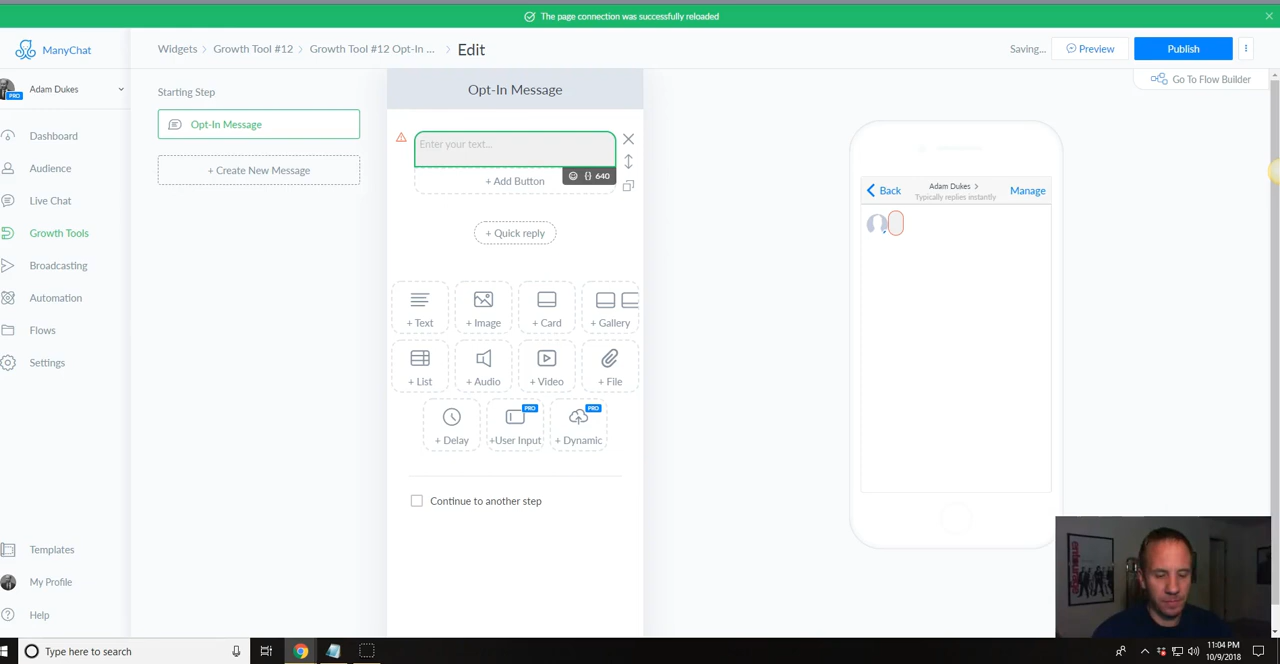 The page connection was successfully reloaded
ManyChat
Widgets > Growth Tool #12 > Growth Tool #12 Opt-In ... > Edit
Saving...
Preview
Publish
Adam Dukes
PRO
Starting Step
Opt-In Message
+ Create New Message
Opt-In Message
Go To Flow Builder
Dashboard
Audience
Live Chat
Growth Tools
Broadcasting
Automation
Flows
Settings
Templates
My Profile
Help
Enter your text...
{} 640
+ Add Button
+ Quick reply
+ Text
+ Image
+ Card
+ Gallery
+ List
+ Audio
+ Video
+ File
PRO
PRO
+ Delay
+User Input
+ Dynamic
Continue to another step
Back
Adam Dukes >
Typically replies instantly
Manage
Type here to search
11:04 PM
10/9/2018